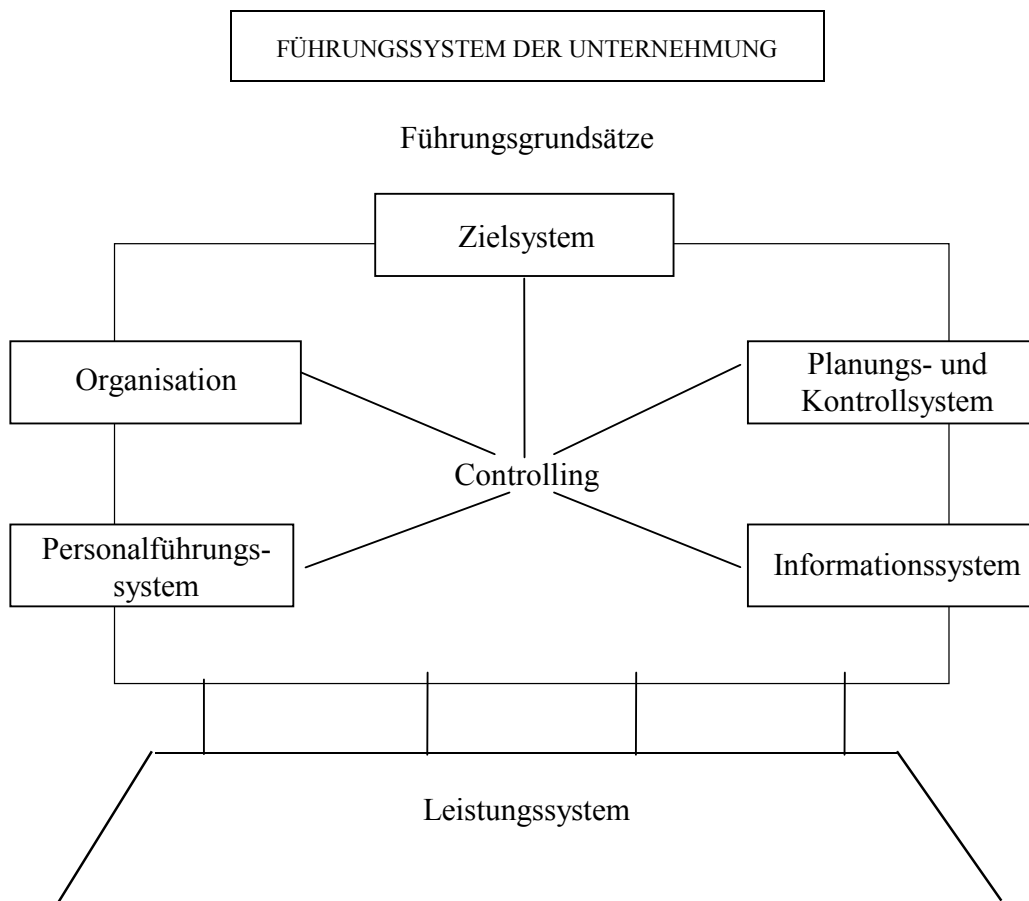 FÜHRUNGSSYSTEM DER UNTERNEHMUNG
Führungsgrundsätze
Zielsystem
Organisation
Planungs- und
Kontrollsystem
Controlling
Personalführungs-
system
Informationssystem
Leistungssystem